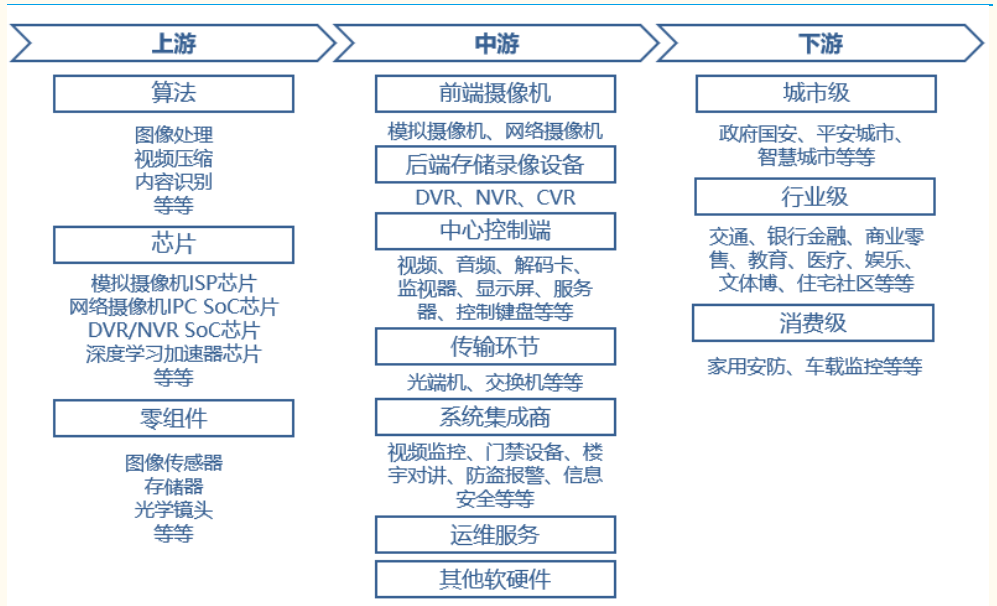 上游
中游
下游
算法
图像处理
视频压缩
内容识别
等等
芯片
模拟摄像机ISP芯片
网络摄像机IPC SoC芯片
DVR/NVR SoC芯片
深度学习加速器芯片
等等
零组件
图像传感器
存储器
光学镜头
等等
前端摄像机
模拟摄像机、网络摄像机
后端存储录像设备
DVR、NVR、CVR
中心控制端
视频、音频、解码卡、
监视器、显示屏、服务
器、控制键盘等等
传输环节
光端机、交换机等等
系统集成商
视频监控、门禁设备、楼
宇对讲、防盗报警、信息
安全等等
运维服务
其他软硬件
城市级
政府国安、平安城市、
智慧城市等等
行业级
交通、银行金融、商业零
售、教育、医疗、娱乐、
文体博、住宅社区等等
消费级
家用安防、车载监控等等